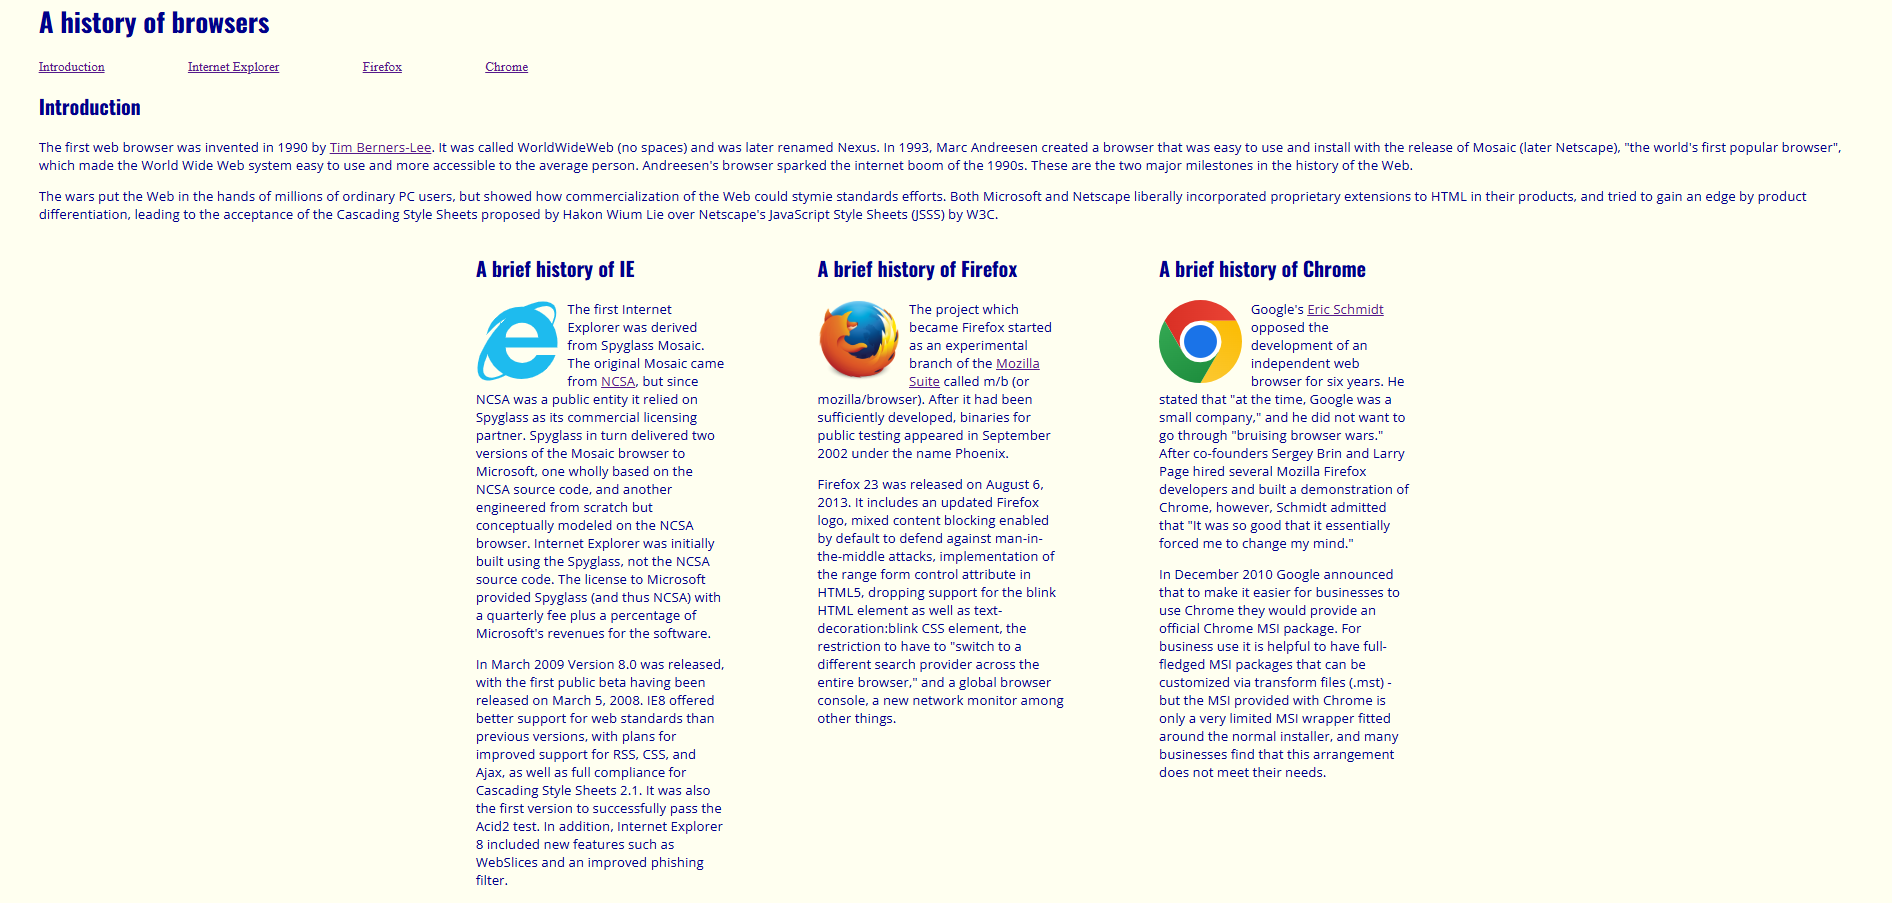 A history of browsers
Introduction Internet Explorer Firefox Chrome
Introduction
The first web browser was invented in 1990 by Tim Berners-Lee. It was called WorldWideWeb (no spaces) and was later renamed Nexus. In 1993, Marc Andreesen created a browser that was easy to use and install with the release of Mosaic (later Netscape), "the world's first popular browser",
which made the World Wide Web system easy to use and more accessible to the average person. Andreesen's browser sparked the internet boom of the 1990s. These are the two major milestones in the history of the Web.
The wars put the Web in the hands of millions of ordinary PC users, but showed how commercialization of the Web could stymie standards efforts. Both Microsoft and Netscape liberally incorporated proprietary extensions to HTML in their products, and tried to gain an edge by product
differentiation, leading to the acceptance of the Cascading Style Sheets proposed by Hakon Wium Lie over Netscape's JavaScript Style Sheets (JSSS) by W3C.
A brief history of IE
The first Internet
Explorer was derived
from Spyglass Mosaic.
The original Mosaic came
from NCSA, but since
NCSA was a public entity it relied on
Spyglass as its commercial licensing
partner. Spyglass in turn delivered two
versions of the Mosaic browser to
Microsoft, one wholly based on the
NCSA source code, and another
engineered from scratch but
conceptually modeled on the NCSA
browser. Internet Explorer was initially
built using the Spyglass, not the NCSA
source code. The license to Microsoft
provided Spyglass (and thus NCSA) with
a quarterly fee plus a percentage of
Microsoft's revenues for the software.
In March 2009 Version 8.0 was released,
with the first public beta having been
released on March 5, 2008. IE8 offered
better support for web standards than
previous versions, with plans for
improved support for RSS, CSS, and
Ajax, as well as full compliance for
Cascading Style Sheets 2.1. It was also
the first version to successfully pass the
Acid2 test. In addition, Internet Explorer
8 included new features such as
WebSlices and an improved phishing
filter.
A brief history of Firefox
The project which
became Firefox started
as an experimental
branch of the Mozilla
Suite called m/b (or
mozilla/browser). After it had been
sufficiently developed, binaries for
public testing appeared in September
2002 under the name Phoenix.
Firefox 23 was released on August 6,
2013. It includes an updated Firefox
logo, mixed content blocking enabled
by default to defend against man-in-
the-middle attacks, implementation of
the range form control attribute in
HTML5, dropping support for the blink
HTML element as well as text-
decoration:blink CSS element, the
restriction to have to "switch to a
different search provider across the
entire browser," and a global browser
console, a new network monitor among
other things.
A brief history of Chrome
Google's Eric Schmidt
opposed the
development of an
independent web
browser for six years. He
stated that "at the time, Google was a
small company," and he did not want to
go through "bruising browser wars."
After co-founders Sergey Brin and Larry
Page hired several Mozilla Firefox
developers and built a demonstration of
Chrome, however, Schmidt admitted
that "It was so good that it essentially
forced me to change my mind."
In December 2010 Google announced
that to make it easier for businesses to
use Chrome they would provide an
official Chrome MSI package. For
business use it is helpful to have full-
fledged MSI packages that can be
customized via transform files (.mst) -
but the MSI provided with Chrome is
only a very limited MSI wrapper fitted
around the normal installer, and many
businesses find that this arrangement
does not meet their needs.